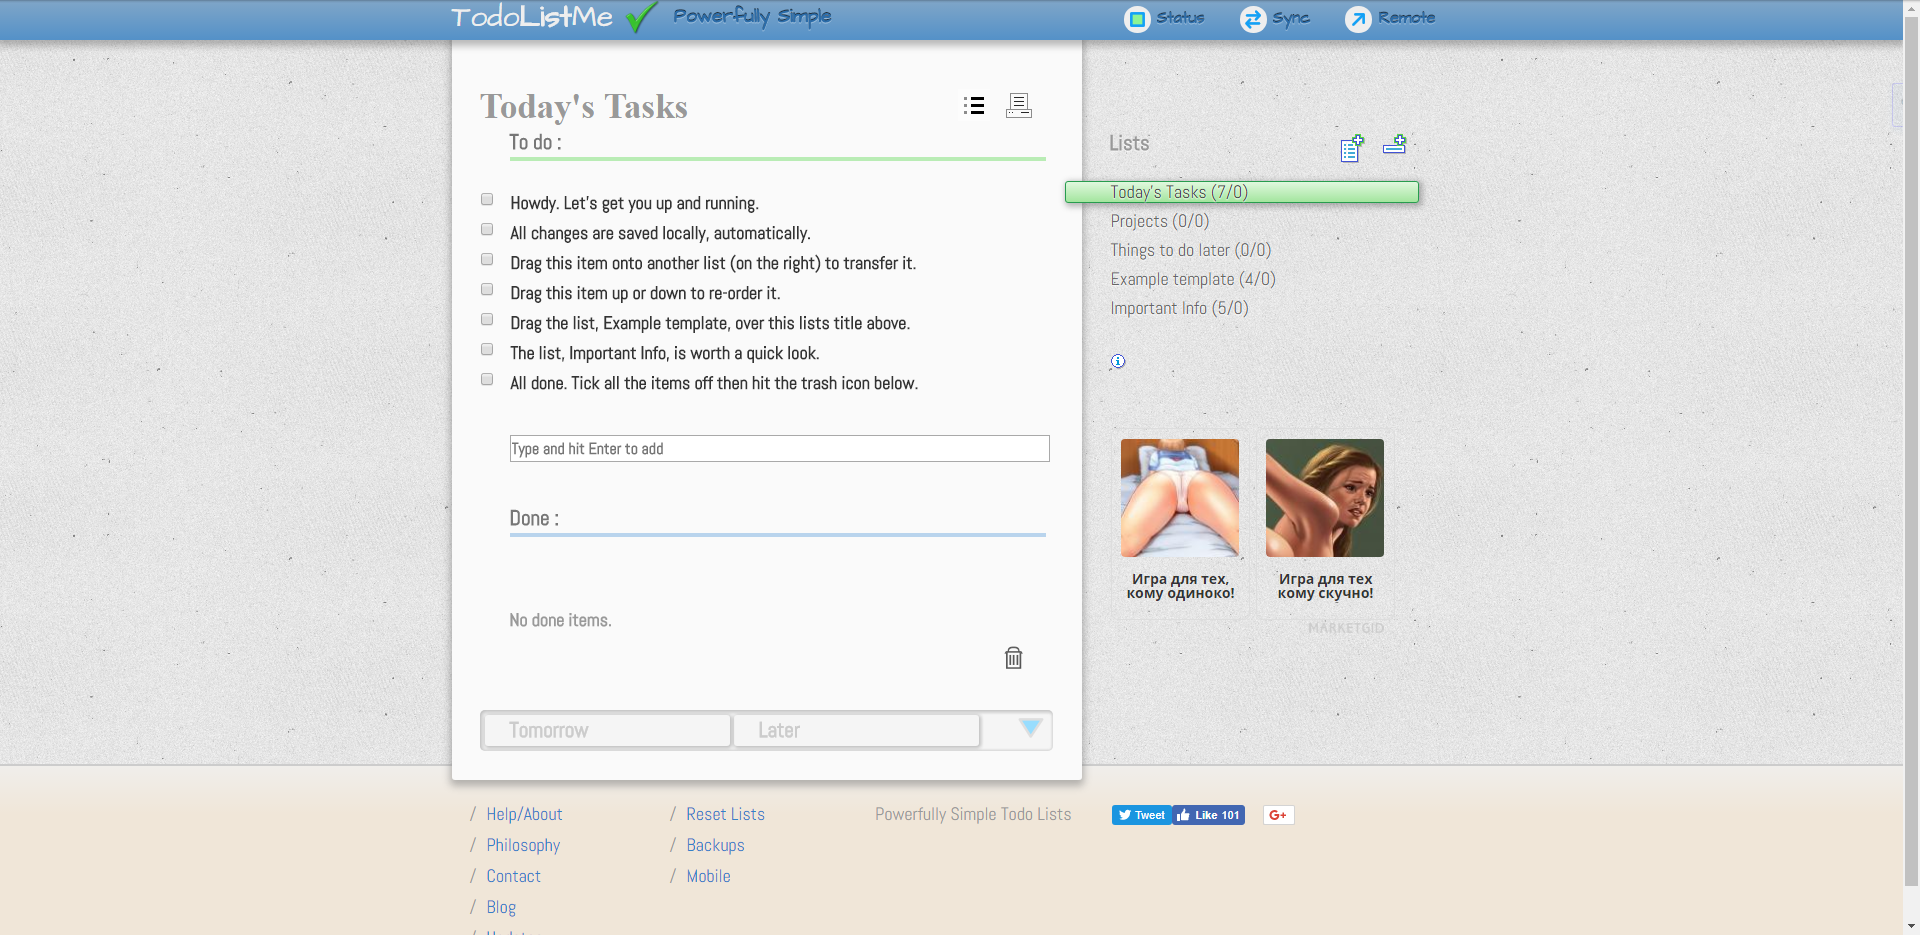 TodoListMe
Powerfully Simple
Status
Sync
Remote
Today's Tasks
To do :
Howdy. Let's get you up and running.
All changes are saved locally, automatically.
Drag this item onto another list (on the right) to transfer it.
Drag this item up or down to re-order it.
Drag the list, Example template, over this lists title above.
The list, Important Info, is worth a quick look.
All done. Tick all the items off then hit the trash icon below.
Type and hit Enter to add
Done :
No done items.
Tomorrow
Later
Lists
Today's Tasks (7/0)
Projects (0/0)
Things to do later (0/0)
Example template (4/0)
Important Info (5/0)
Игра для тех,
кому одиноко!
Игра для тех
кому скучно!
MARKETGID
/ Help/About
/ Philosophy
/ Contact
/ Blog
/ Reset Lists
/ Backups
/ Mobile
Powerfully Simple Todo Lists
Tweet
Like 101
G+